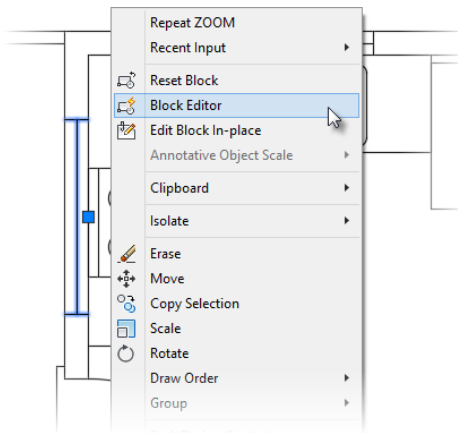 Repeat ZOOM
Recent Input
Reset Block
Block Editor
Edit Block In-place
Annotative Object Scale
Clipboard
Isolate
Erase
Move
Copy Selection
Scale
Rotate
Draw Order
Group